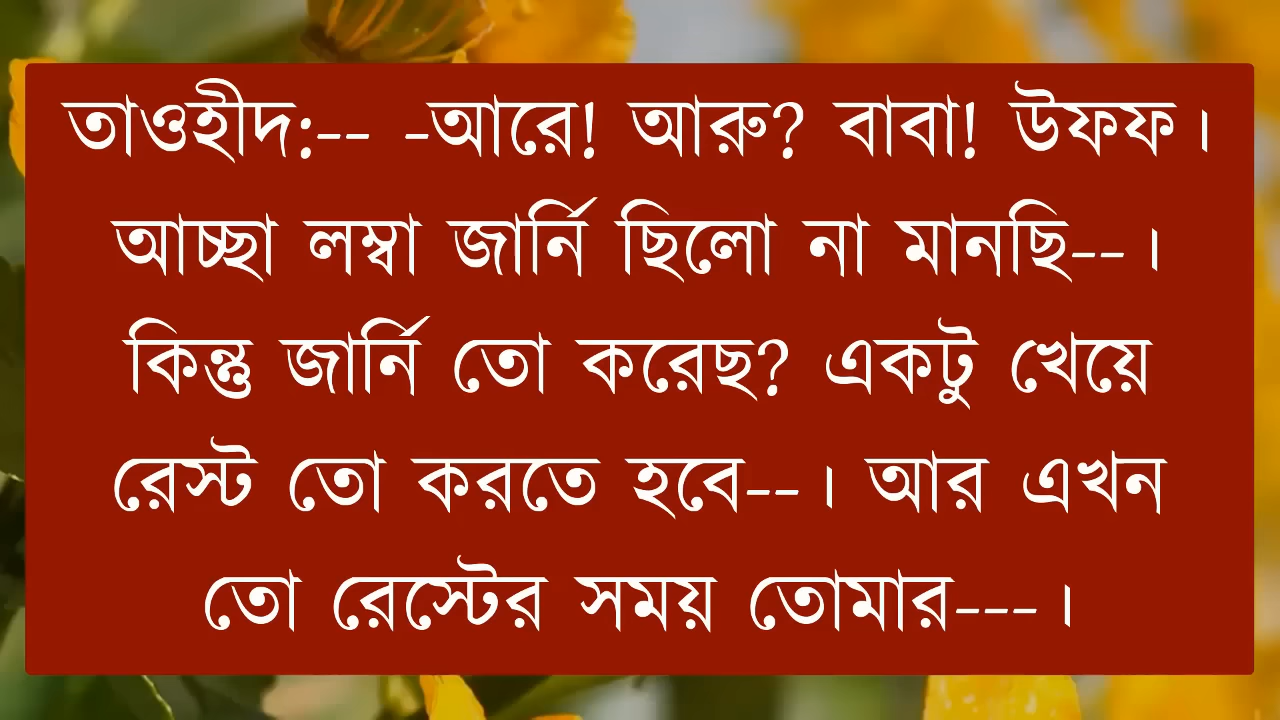 তাওহীদ:-- -আরে! আরু? বাবা! উফফ।
আচ্ছা লম্বা জার্নি ছিলো না মানছি--।
কিন্তু জার্নি তো করেছ? একটু খেয়ে
রেস্ট তো করতে হবে--। আর এখন
তো রেস্টের সময় তোমার---।